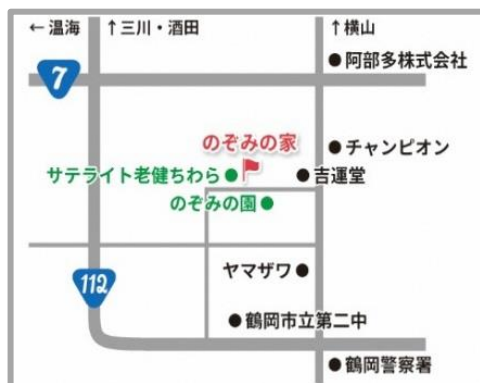 ← 温海
↑三川・酒田
↑横山
●阿部多株式会社
7
のぞみの家
●チャンピオン
サテライト老健ちわら●
●吉運堂
のぞみの園●
ヤマザワ●
112
●鶴岡市立第二中
●鶴岡警察署